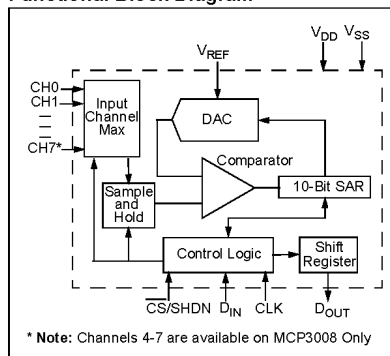 Functional Block Diagram
VDD VSS
VREF
CH0
CH1
CH7*
Input
Channel
Max
DAC
Comparator
Sample
and
Hold
10-Bit SAR
Control Logic
Shift
Register
CS/SHDN DIN CLK DOUT
* Note: Channels 4-7 are available on MCP3008 Only